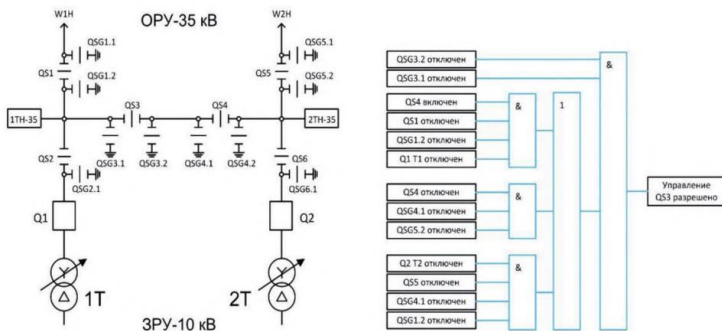 W1H
ОРУ-35 кВ
W2H
QSG1.1
QS1
QSG1.2
QSG5.1
QS5
QSG5.2
1ТН-35
QS3
QS4
2ТН-35
QS2
QSG3.1
QSG3.2
QSG4.1
QSG4.2
QS6
QSG2.1
QSG6.1
Q1
Q2
1Т
2Т
ЗРУ-10 кВ
QSG3.2 отключен
QSG3.1 отключен
&
QS4 включен
QS1 отключен
QSG1.2 отключен
Q1 T1 отключен
&
1
QS4 отключен
QSG4.1 отключен
QSG5.2 отключен
&
Q2 T2 отключен
QS5 отключен
QSG4.1 отключен
QSG1.2 отключен
&
Управление
QS3 разрешено